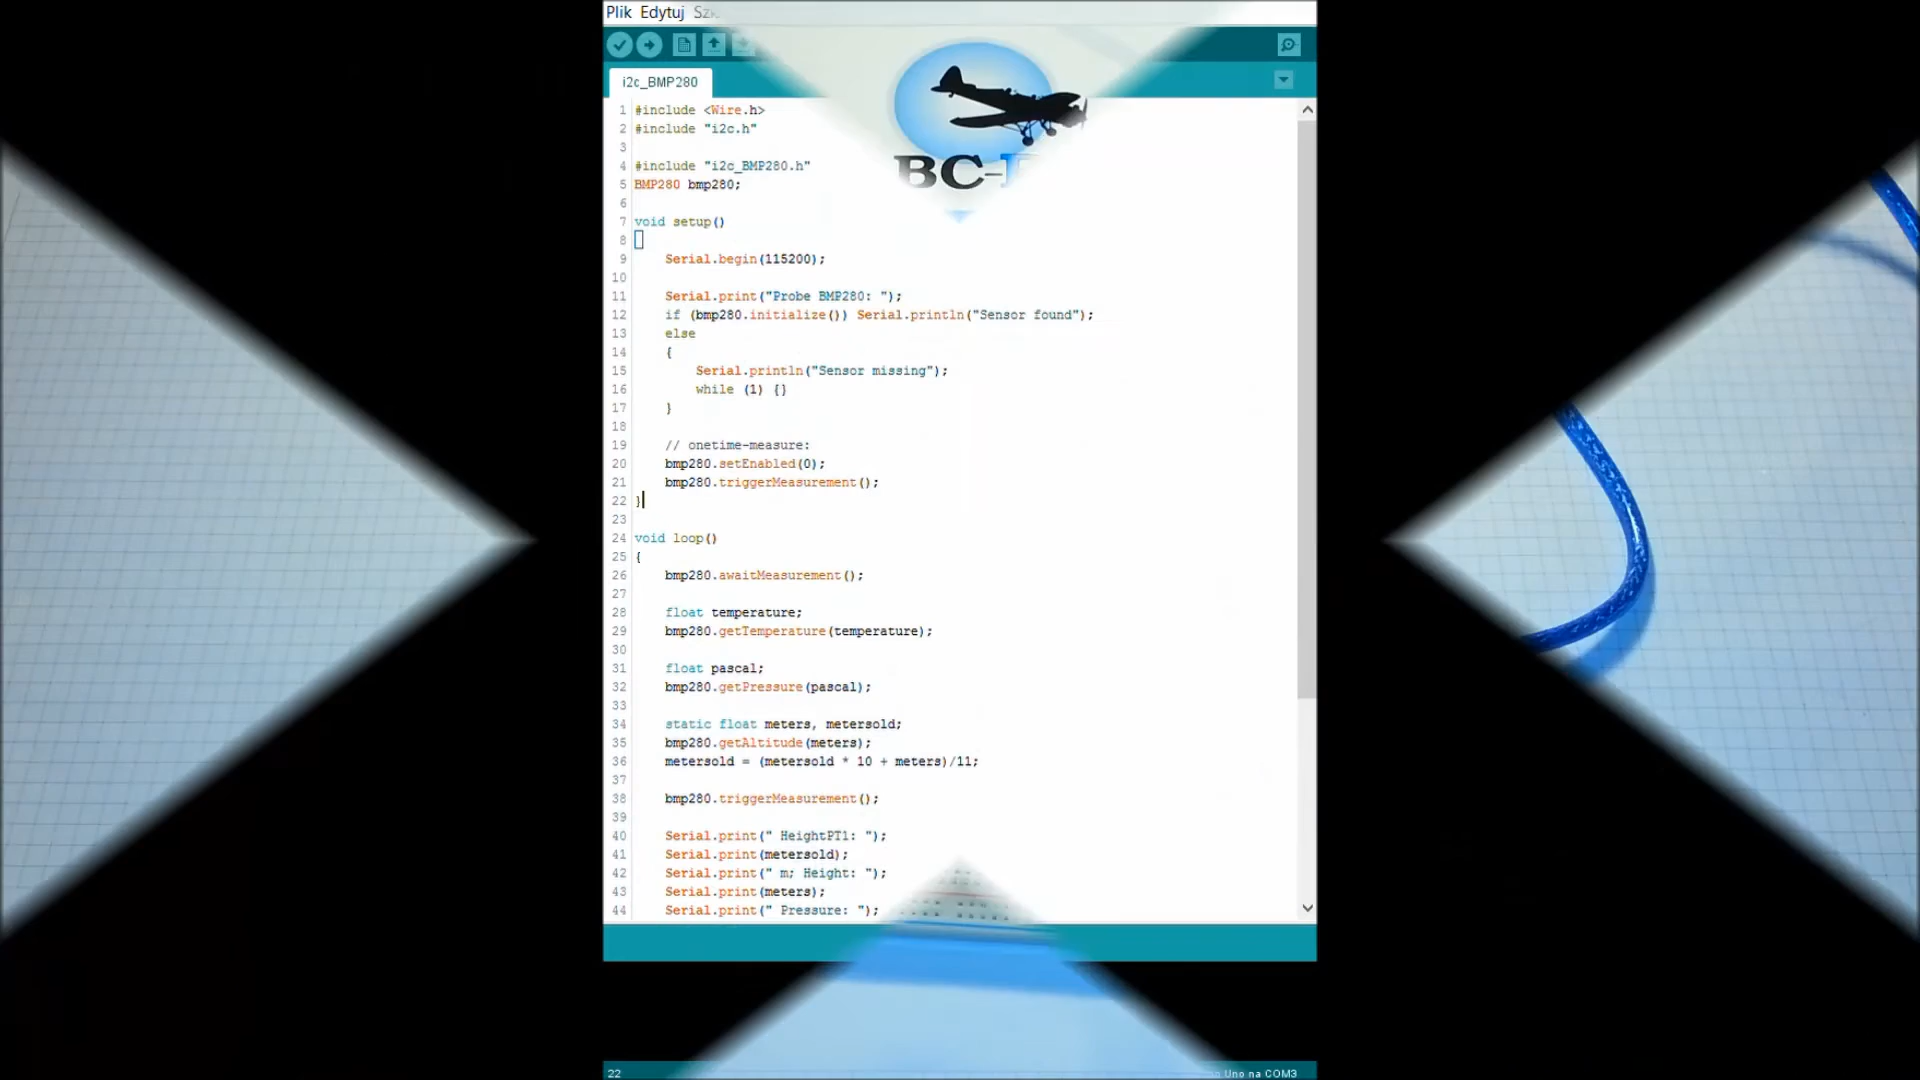 Plik Edytuj
i2c_BMP280
BC-
1 #include <Wire.h>
2 #include "i2c.h"
3
4 #include "i2c_BMP280.h"
5 BMP280 bmp280;
6
7 void setup()
8
9 Serial.begin(115200);
10
11 Serial.print("Probe BMP280: ");
12 if (bmp280.initialize()) Serial.println("Sensor found");
13 else
14 {
15 Serial.println("Sensor missing");
16 while (1) {}
17 }
18
19 // onetime-measure:
20 bmp280.setEnabled(0);
21 bmp280.triggerMeasurement();
22 }
23
24 void loop()
25 {
26 bmp280.awaitMeasurement();
27
28 float temperature;
29 bmp280.getTemperature(temperature);
30
31 float pascal;
32 bmp280.getPressure(pascal);
33
34 static float meters, metersold;
35 bmp280.getAltitude(meters);
36 metersold = (metersold * 10 + meters)/11;
37
38 bmp280.triggerMeasurement();
39
40 Serial.print(" HeightPT1: ");
41 Serial.print(metersold);
42 Serial.print(" m; Height: ");
43 Serial.print(meters);
44 Serial.print(" Pressure: ");
22 Uno na COM3